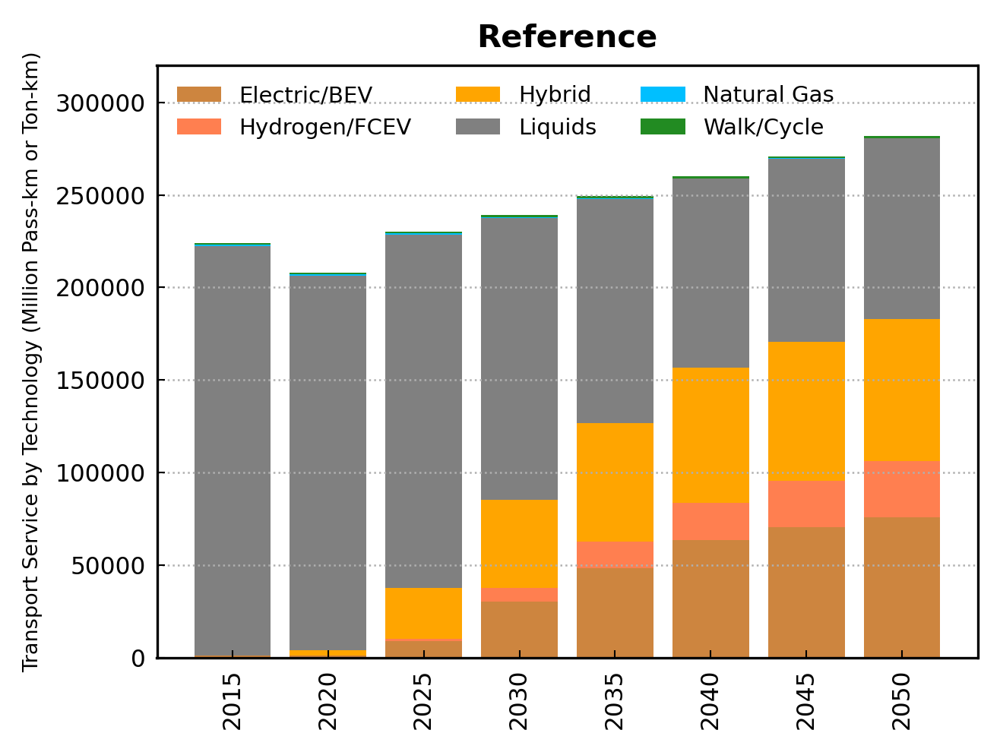 Reference
Transport Service by Technology (Million Pass-km or Ton-km)
Electric/BEV
Hydrogen/FCEV
Hybrid
Liquids
Natural Gas
Walk/Cycle
300000
250000
200000
150000
100000
50000
0
2015
2020
2025
2030
2035
2040
2045
2050